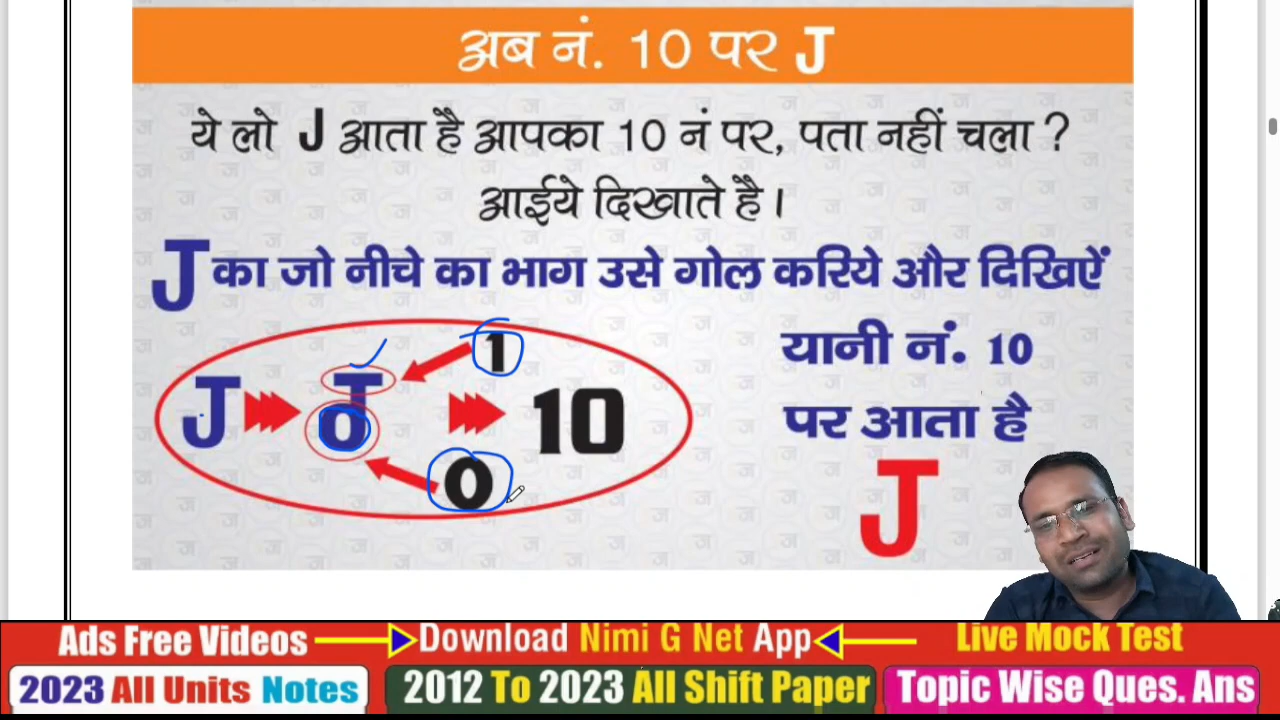 अब नं. 10 पर J
ये लो J आता है आपका 10 नं पर, पता नहीं चला ?
आईये दिखाते है।
J का जो नीचे का भाग उसे गोल करिये और दिखिऐं
J
J
o
1
0
10
यानी नं. 10
पर आता है
J
Ads Free Videos
Download Nimi G Net App
Live Mock Test
2023 All Units Notes
2012 To 2023 All Shift Paper
Topic Wise Ques. Ans